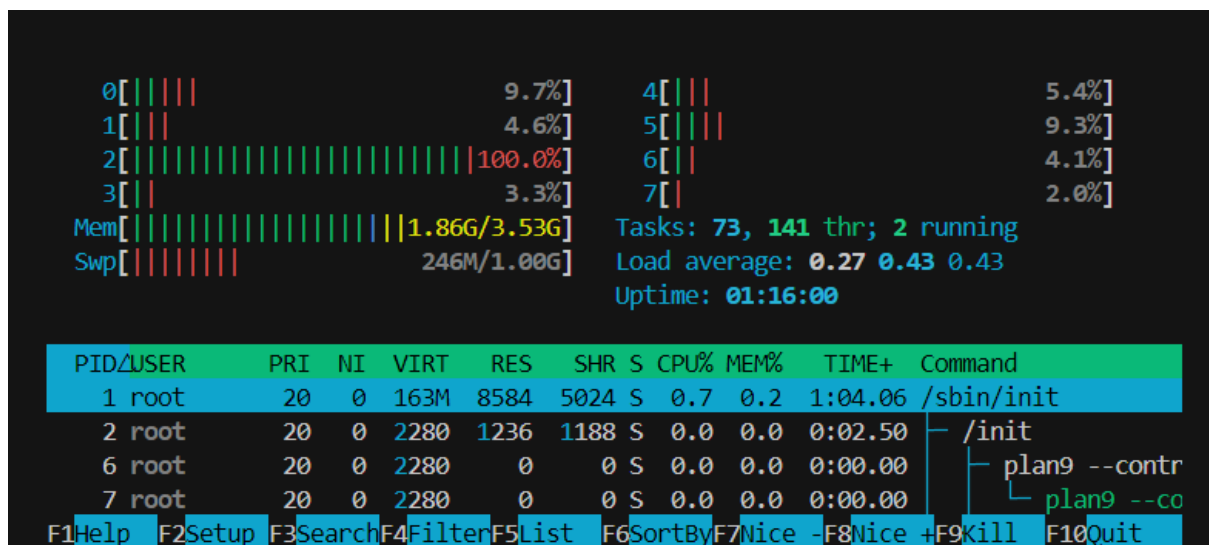 0[||||| 9.7%] 4[||| 5.4%]
1[||| 4.6%] 5[|||| 9.3%]
2[|||||||||||||||||||||||||100.0%] 6[|| 4.1%]
3[|| 3.3%] 7[| 2.0%]
Mem[||||||||||||||||||||1.86G/3.53G] Tasks: 73, 141 thr; 2 running
Swp[|||||||| 246M/1.00G] Load average: 0.27 0.43 0.43
Uptime: 01:16:00
PID△USER PRI NI VIRT RES SHR S CPU% MEM% TIME+ Command
1 root 20 0 163M 8584 5024 S 0.7 0.2 1:04.06 /sbin/init
2 root 20 0 2280 1236 1188 S 0.0 0.0 0:02.50 ├─ /init
6 root 20 0 2280 0 0 S 0.0 0.0 0:00.00 │ ├─ plan9 --contr
7 root 20 0 2280 0 0 S 0.0 0.0 0:00.00 │ │ └─ plan9 --co
F1Help F2Setup F3SearchF4FilterF5List F6SortByF7Nice -F8Nice +F9Kill F10Quit